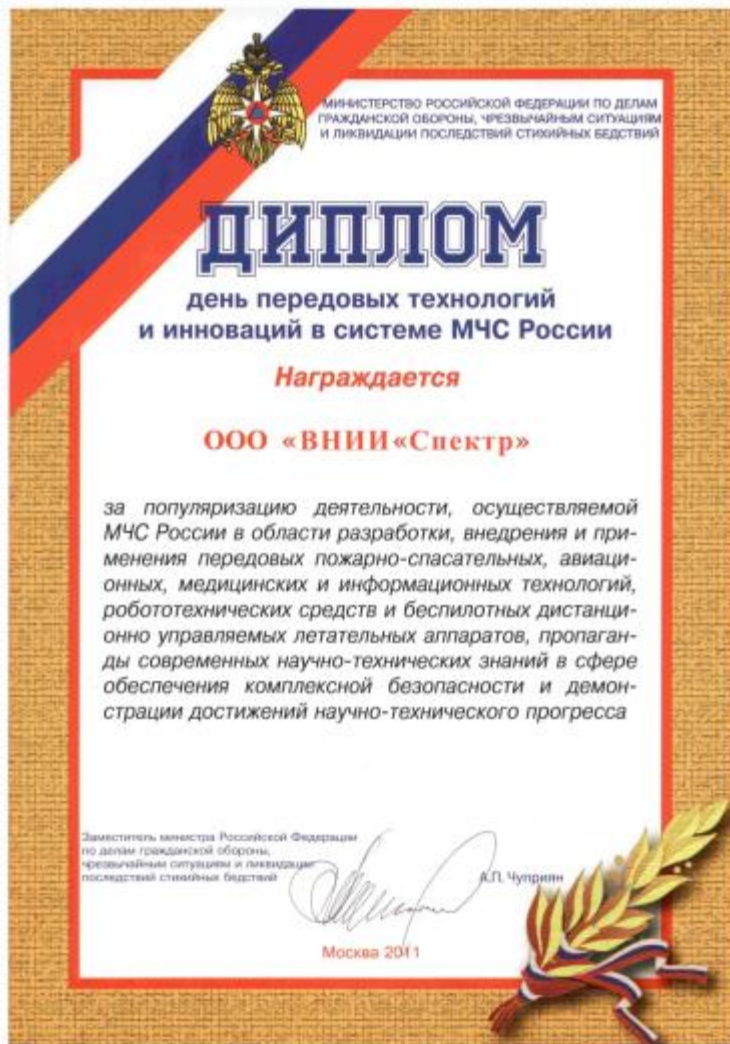 МИНИСТЕРСТВО РОССИЙСКОЙ ФЕДЕРАЦИИ ПО ДЕЛАМ
ГРАЖДАНСКОЙ ОБОРОНЫ, ЧРЕЗВЫЧАЙНЫМ СИТУАЦИЯМ
И ЛИКВИДАЦИИ ПОСЛЕДСТВИЙ СТИХИЙНЫХ БЕДСТВИЙ
ДИПЛОМ
день передовых технологий
и инноваций в системе МЧС России
Награждается
ООО «ВНИИ«Спектр»
за популяризацию деятельности, осуществляемой
МЧС России в области разработки, внедрения и при-
менения передовых пожарно-спасательных, авиаци-
онных, медицинских и информационных технологий,
робототехнических средств и беспилотных дистанци-
онно управляемых летательных аппаратов, пропаган-
ды современных научно-технических знаний в сфере
обеспечения комплексной безопасности и демон-
страции достижений научно-технического прогресса
Заместитель министра Российской Федерации
по делам гражданской обороны,
чрезвычайным ситуациям и ликвидации
последствий стихийных бедствий
А.П. Чуприян
Москва 2011